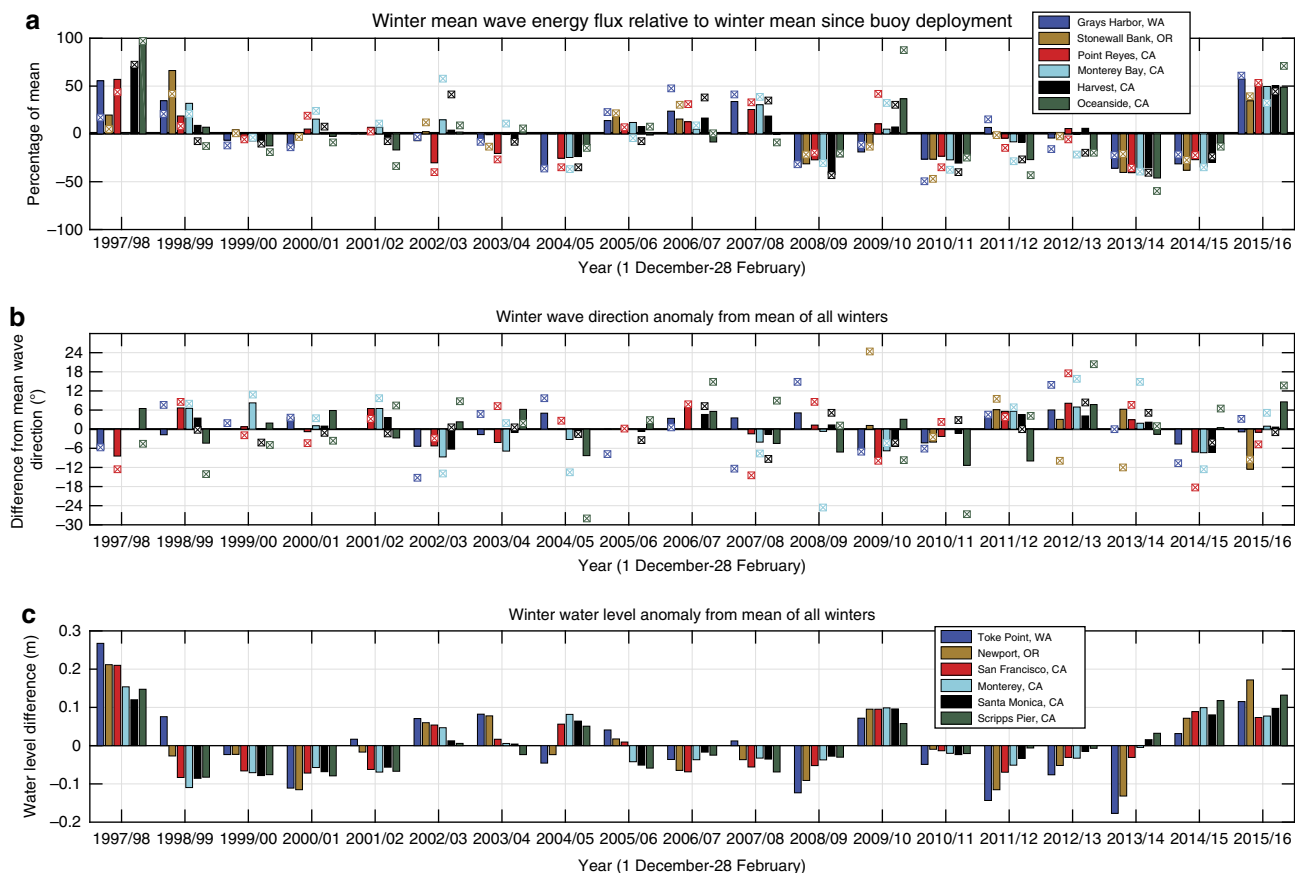 a
Winter mean wave energy flux relative to winter mean since buoy deployment
Percentage of mean
100
50
0
−50
−100
Grays Harbor, WA
Stonewall Bank, OR
Point Reyes, CA
Monterey Bay, CA
Harvest, CA
Oceanside, CA
1997/98 1998/99 1999/00 2000/01 2001/02 2002/03 2003/04 2004/05 2005/06 2006/07 2007/08 2008/09 2009/10 2010/11 2011/12 2012/13 2013/14 2014/15 2015/16
Year (1 December-28 February)
b
Winter wave direction anomaly from mean of all winters
Difference from mean wave
direction (°)
24
18
12
6
0
−6
−12
−18
−24
−30
1997/98 1998/99 1999/00 2000/01 2001/02 2002/03 2003/04 2004/05 2005/06 2006/07 2007/08 2008/09 2009/10 2010/11 2011/12 2012/13 2013/14 2014/15 2015/16
Year (1 December-28 February)
c
Winter water level anomaly from mean of all winters
Water level difference (m)
0.3
0.2
0.1
0
−0.1
−0.2
Toke Point, WA
Newport, OR
San Francisco, CA
Monterey, CA
Santa Monica, CA
Scripps Pier, CA
1997/98 1998/99 1999/00 2000/01 2001/02 2002/03 2003/04 2004/05 2005/06 2006/07 2007/08 2008/09 2009/10 2010/11 2011/12 2012/13 2013/14 2014/15 2015/16
Year (1 December-28 February)